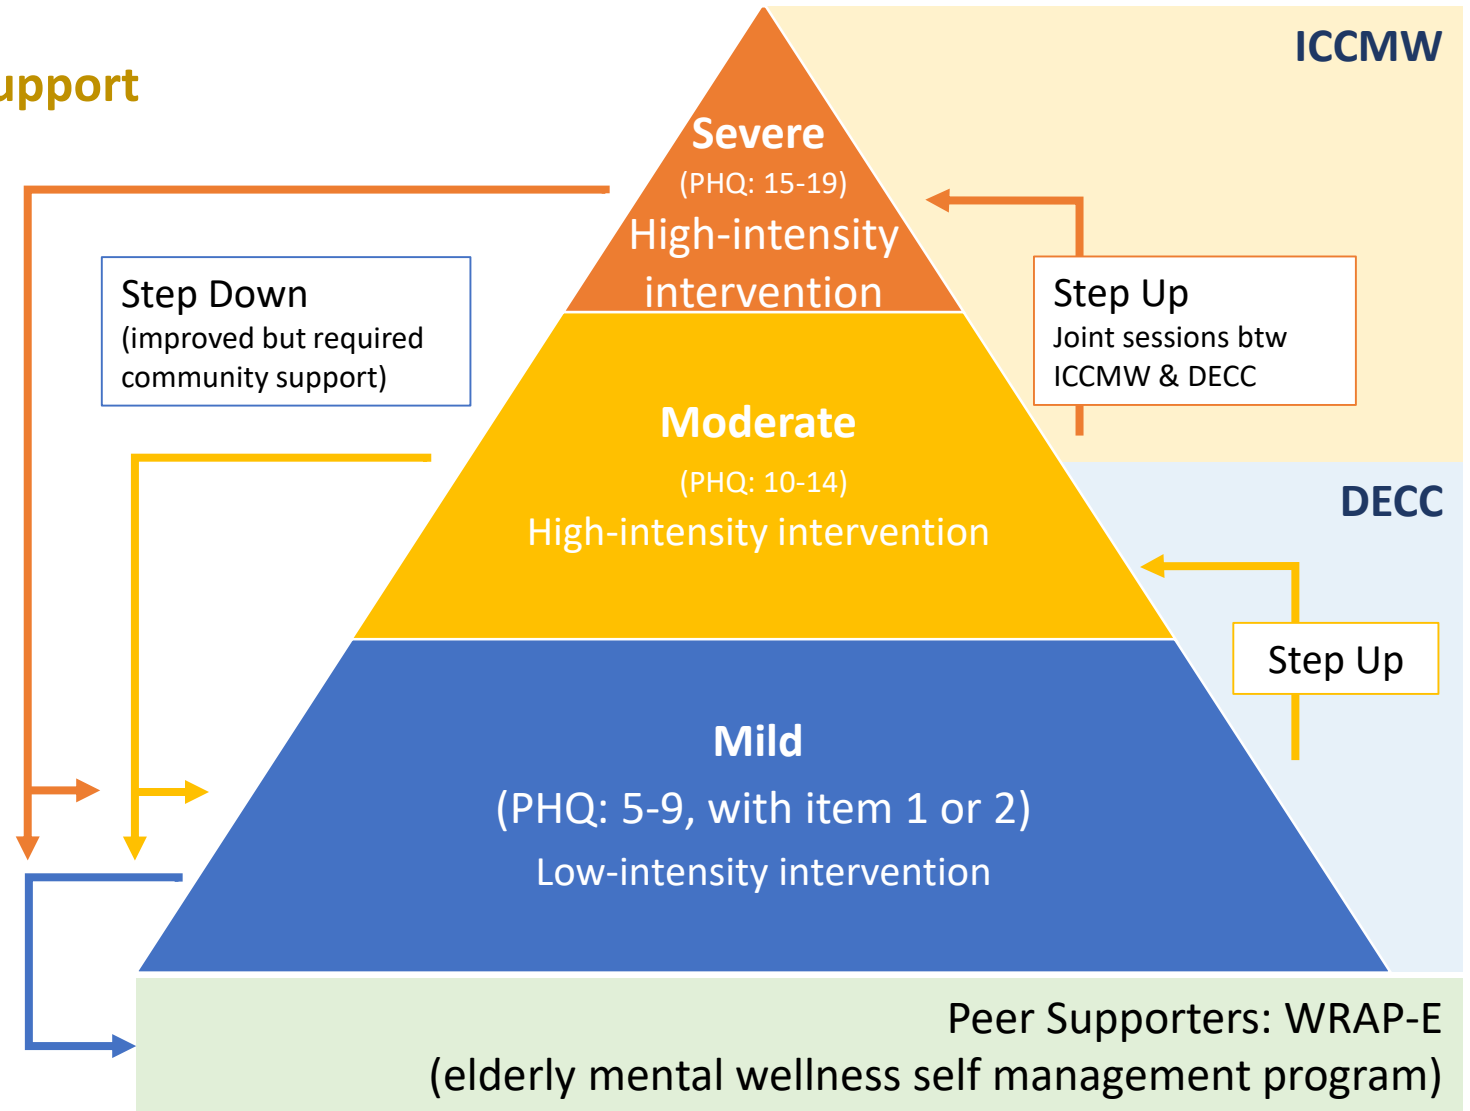 ICCMW
upport
Severe
(PHQ: 15-19)
High-intensity
intervention
Step Down
(improved but required
community support)
Step Up
Joint sessions btw
ICCMW & DECC
Moderate
(PHQ: 10-14)
High-intensity intervention
DECC
Step Up
Mild
(PHQ: 5-9, with item 1 or 2)
Low-intensity intervention
Peer Supporters: WRAP-E
(elderly mental wellness self management program)